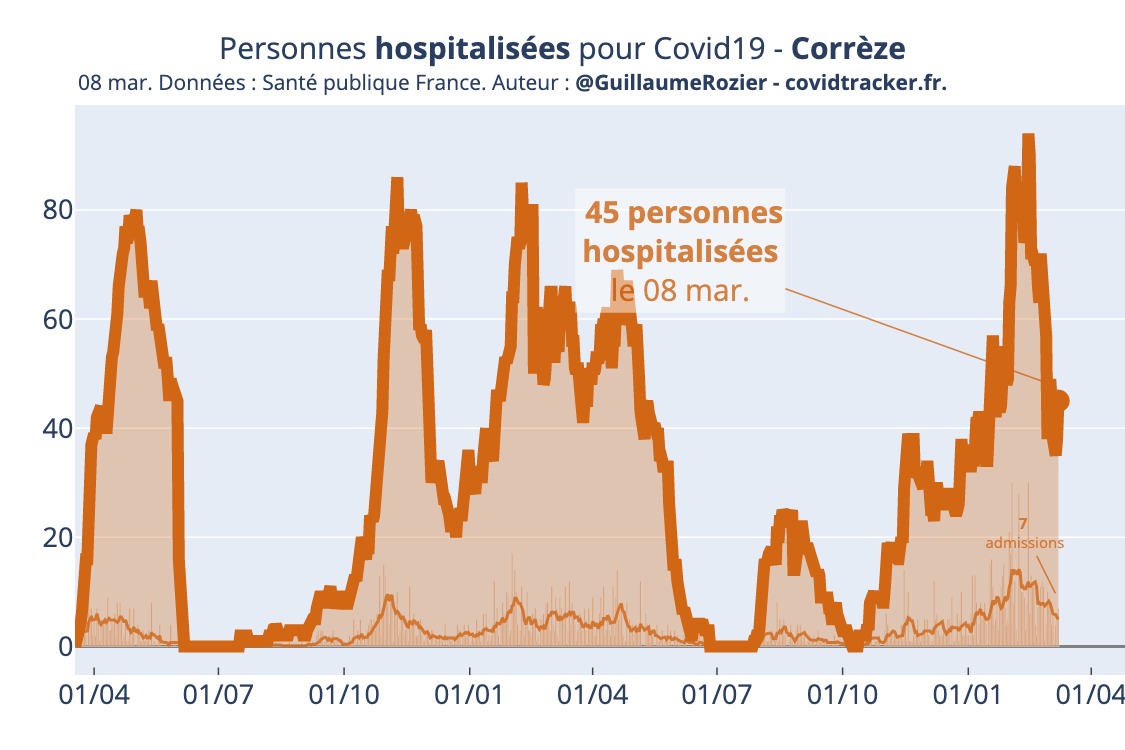 Personnes hospitalisées pour Covid19 - Corrèze
08 mar. Données : Santé publique France. Auteur : @GuillaumeRozier - covidtracker.fr.
80
60
40
20
0
45 personnes
hospitalisées
le 08 mar.
7
admissions
01/04
01/07
01/10
01/01
01/04
01/07
01/10
01/01
01/04